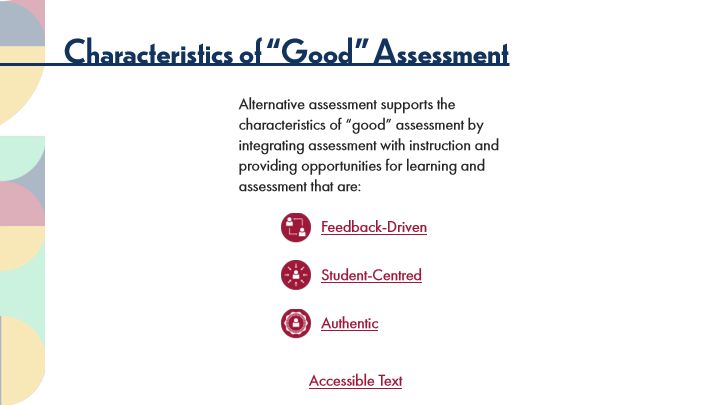 Characteristics of “Good” Assessment
Alternative assessment supports the
characteristics of “good” assessment by
integrating assessment with instruction and
providing opportunities for learning and
assessment that are:
Feedback-Driven
Student-Centred
Authentic
Accessible Text